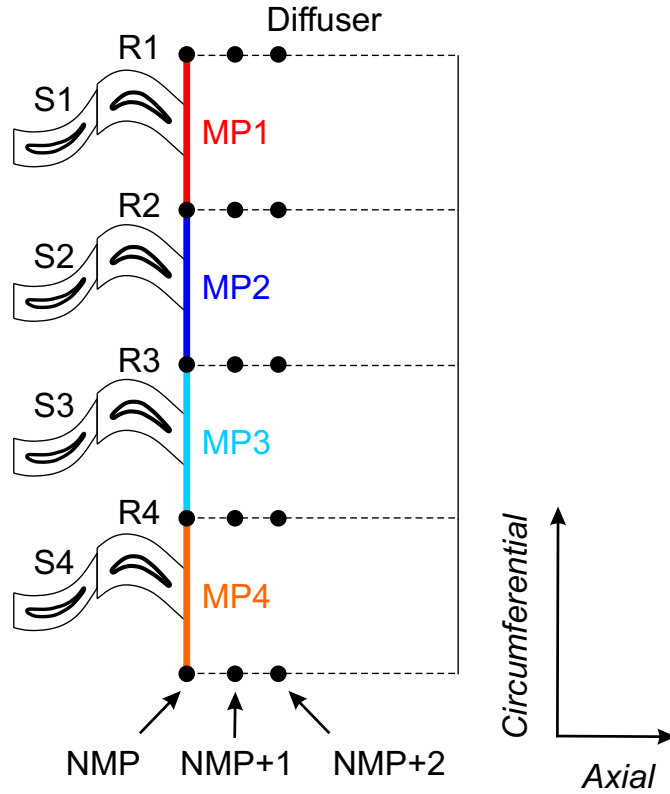 Diffuser
R1
S1
MP1
R2
S2
MP2
R3
S3
MP3
R4
S4
MP4
Circumferential
NMP NMP+1 NMP+2
Axial